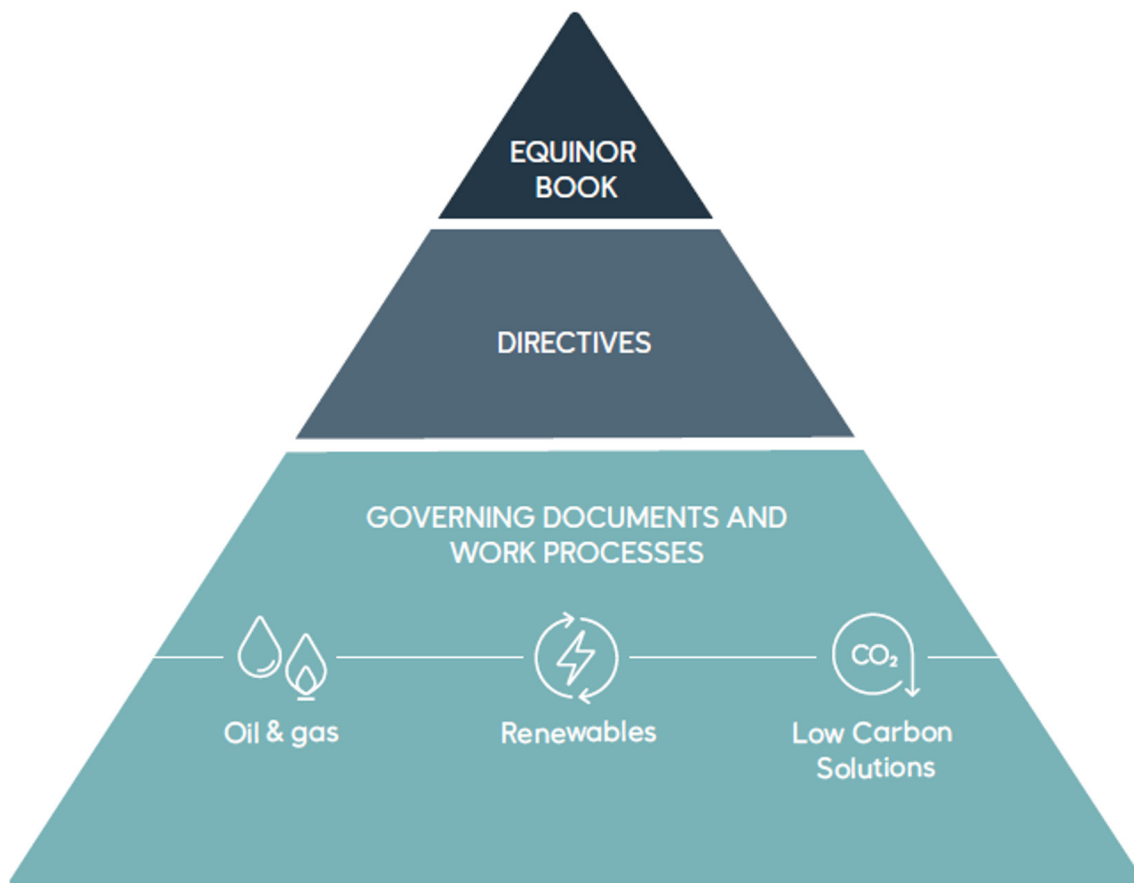 EQUINOR
BOOK
DIRECTIVES
GOVERNING DOCUMENTS AND
WORK PROCESSES
CO₂
Oil & gas
Renewables
Low Carbon
Solutions